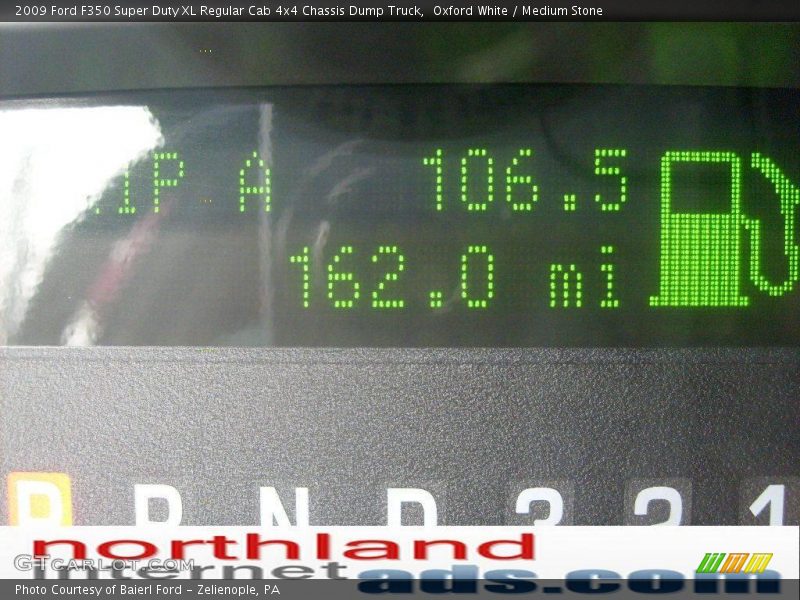 2009 Ford F350 Super Duty XL Regular Cab 4x4 Chassis Dump Truck, Oxford White / Medium Stone
IP A 106.5
162.0 mi
P R N D 3 2 1
northland
internet
ads.com
GTCarLot.com
Photo Courtesy of Baierl Ford - Zelienople, PA